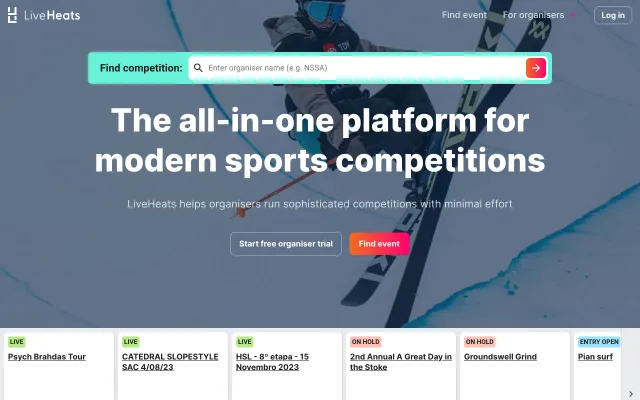 LiveHeats
Find event
For organisers
Log in
Find competition:
Enter organiser name (e.g. NSSA)
The all-in-one platform for
modern sports competitions
LiveHeats helps organisers run sophisticated competitions with minimal effort
Start free organiser trial
Find event
LIVE
Psych Brahdas Tour
LIVE
CATEDRAL SLOPESTYLE
SAC 4/08/23
LIVE
HSL - 8º etapa - 15
Novembro 2023
ON HOLD
2nd Annual A Great Day in
the Stoke
ON HOLD
Groundswell Grind
ENTRY OPEN
Pian surf